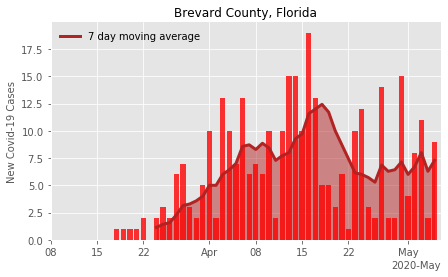 Brevard County, Florida
7 day moving average
New Covid-19 Cases
17.5
15.0
12.5
10.0
7.5
5.0
2.5
0.0
08 15 22 Apr 08 15 22 May
2020-May